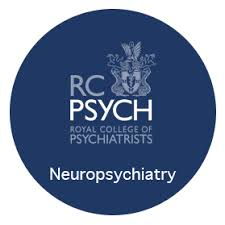 RC
PSYCH
ROYAL COLLEGE OF
PSYCHIATRISTS
Neuropsychiatry